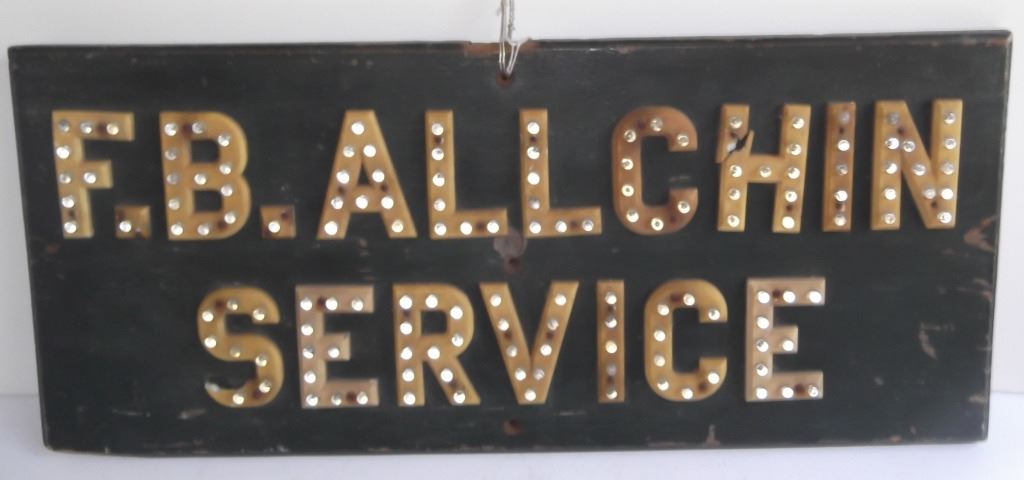 F.B. ALLCHIN
SERVICE